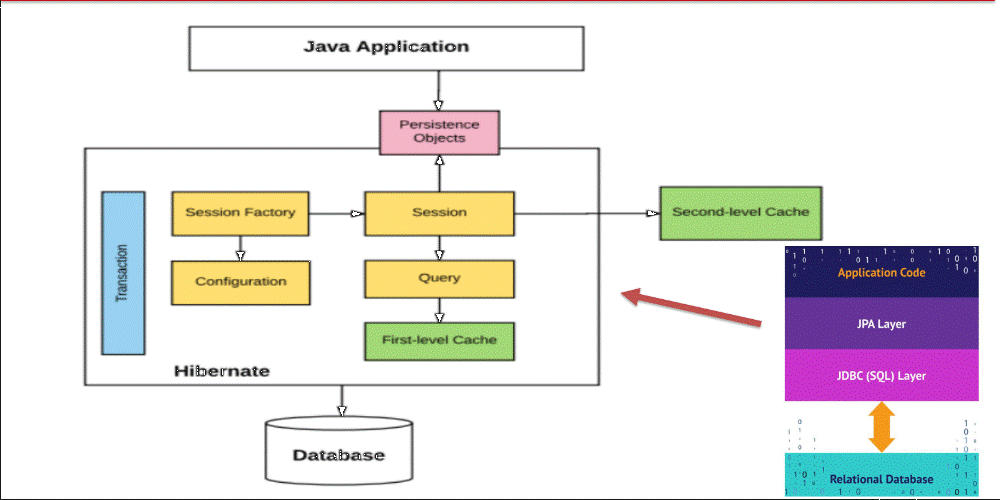 Java Application
Persistence
Objects
Transaction
Session Factory
Session
Second-level Cache
Configuration
Query
First-level Cache
Hibernate
Database
Application Code
JPA Layer
JDBC (SQL) Layer
Relational Database